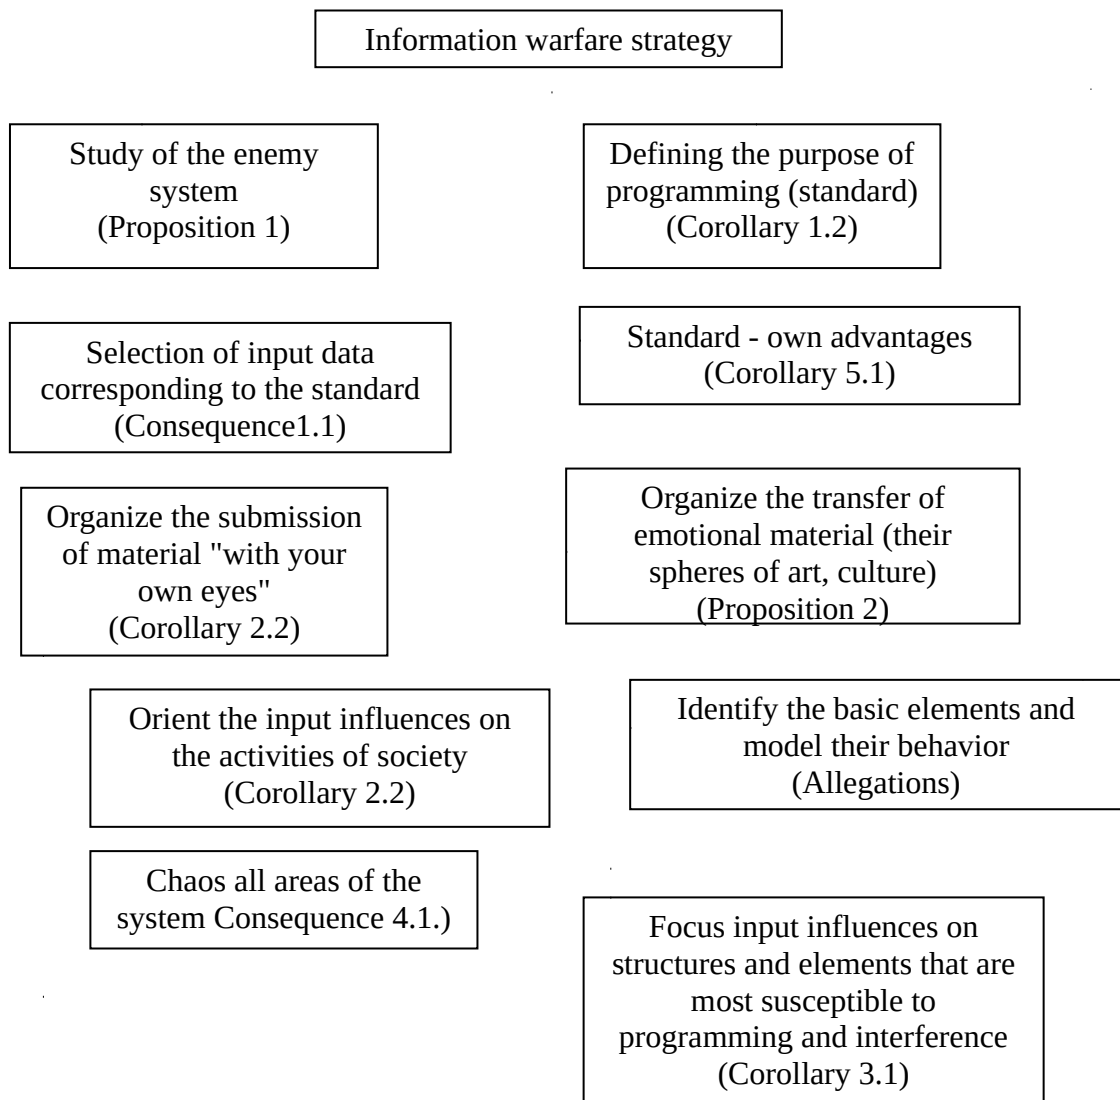 Information warfare strategy
Study of the enemy
system
(Proposition 1)
Defining the purpose of
programming (standard)
(Corollary 1.2)
Selection of input data
corresponding to the standard
(Consequence1.1)
Standard - own advantages
(Corollary 5.1)
Organize the submission
of material "with your
own eyes"
(Corollary 2.2)
Organize the transfer of
emotional material (their
spheres of art, culture)
(Proposition 2)
Orient the input influences on
the activities of society
(Corollary 2.2)
Identify the basic elements and
model their behavior
(Allegations)
Chaos all areas of the
system Consequence 4.1.)
Focus input influences on
structures and elements that are
most susceptible to
programming and interference
(Corollary 3.1)